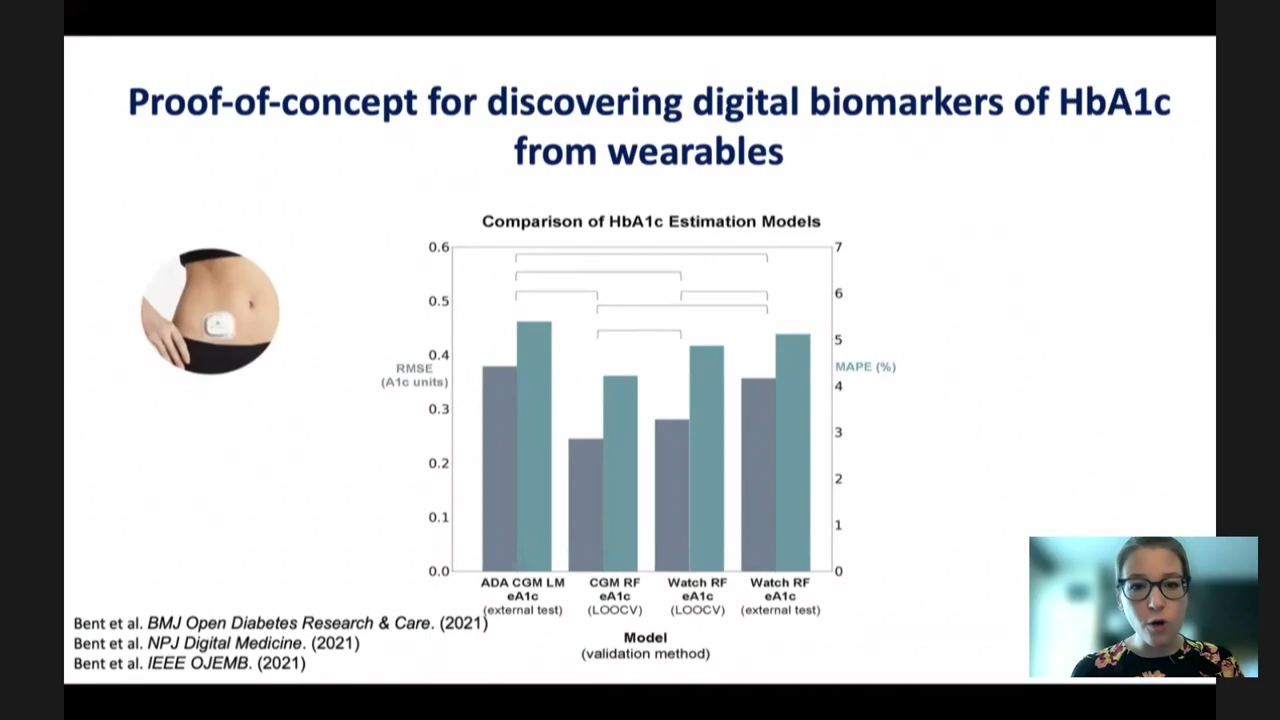 Proof-of-concept for discovering digital biomarkers of HbA1c
from wearables
Comparison of HbA1c Estimation Models
0.6
0.5
0.4
0.3
0.2
0.1
0.0
RMSE
(A1c units)
7
6
5
4
3
2
1
0
MAPE (%)
ADA CGM LM
eA1c
(external test)
CGM RF
eA1c
(LOOCV)
Watch RF
eA1c
(LOOCV)
Watch RF
eA1c
(external test)
Model
(validation method)
Bent et al. BMJ Open Diabetes Research & Care. (2021)
Bent et al. NPJ Digital Medicine. (2021)
Bent et al. IEEE OJEMB. (2021)